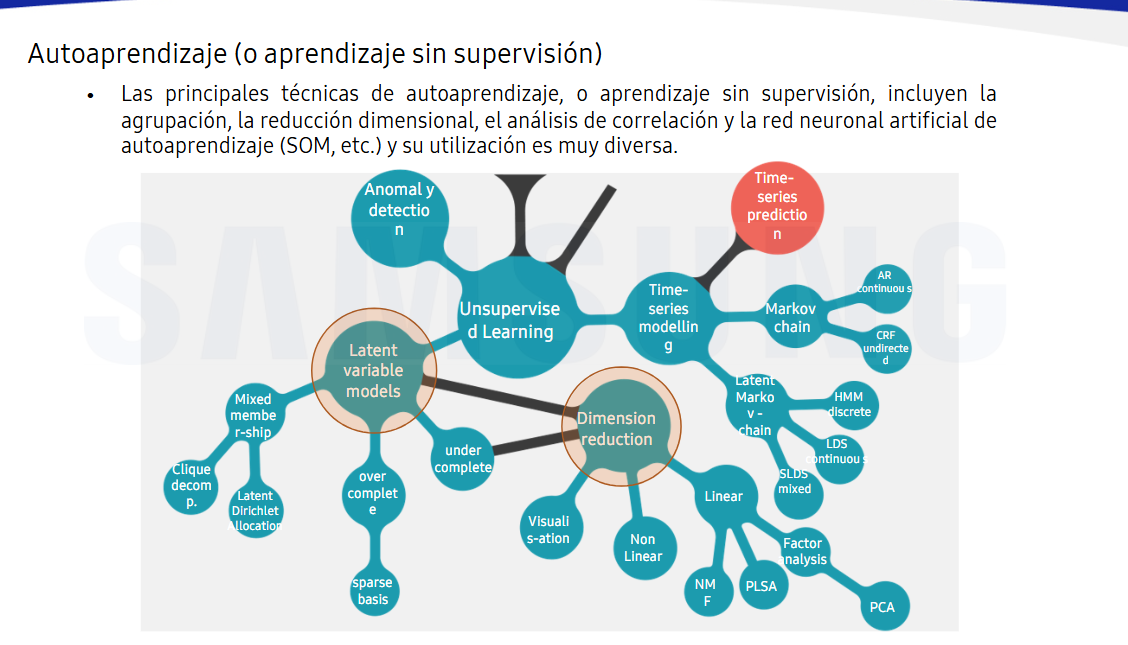 Autoaprendizaje (o aprendizaje sin supervisión)
• Las principales técnicas de autoaprendizaje, o aprendizaje sin supervisión, incluyen la
agrupación, la reducción dimensional, el análisis de correlación y la red neuronal artificial de
autoaprendizaje (SOM, etc.) y su utilización es muy diversa.
SAMSUNG
Anomal y
detectio
n
Time-
series
predictio
n
Unsupervise
d Learning
Time-
series
modellin
g
Markov
chain
AR
continuou s
CRF
undirecte
d
Latent
variable
models
Latent
Marko
v -
chain
HMM
discrete
LDS
continuou s
SLDS
mixed
Mixed
membe
r-ship
Dimension
reduction
under
complete
Clique
decom
p.
Latent
Dirichlet
Allocation
over
complet
e
sparse
basis
Visuali
s-ation
Non
Linear
Linear
Factor
analysis
NM
F
PLSA
PCA